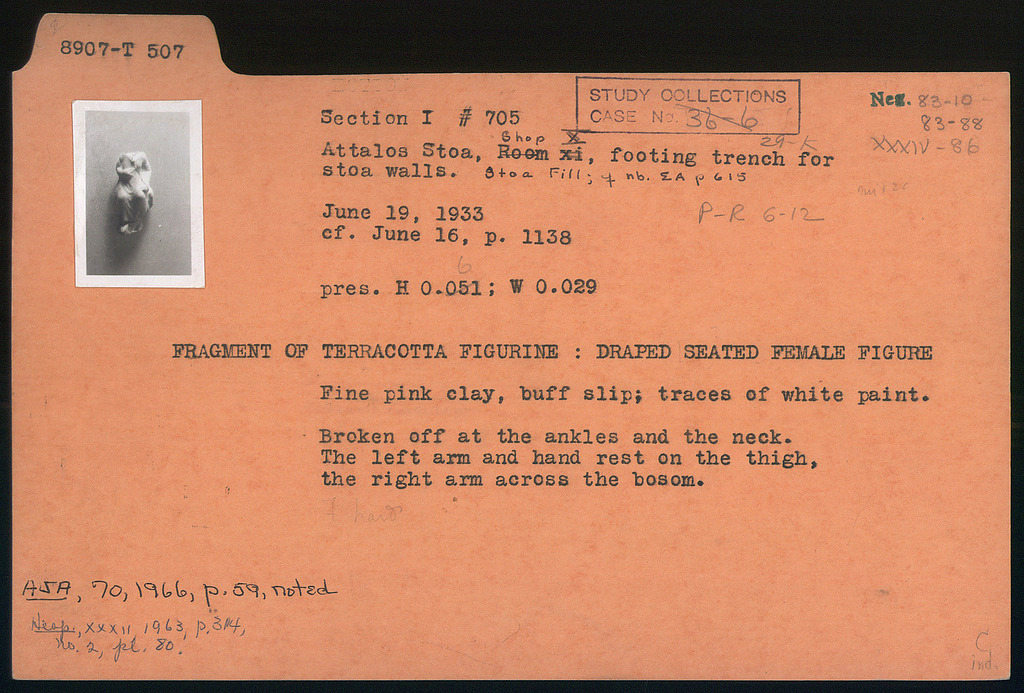 8907-T 507
STUDY COLLECTIONS
CASE No. 36-6
29-K
Neg. 83-10
83-88
XXXIV-86
Section I # 705
Shop X
Attalos Stoa, Room xi, footing trench for
stoa walls. Stoa Fill; cf nb. ΣA p 615
June 19, 1933
cf. June 16, p. 1138
P-R 6-12
6
pres. H 0.051; W 0.029
FRAGMENT OF TERRACOTTA FIGURINE : DRAPED SEATED FEMALE FIGURE
Fine pink clay, buff slip; traces of white paint.
Broken off at the ankles and the neck.
The left arm and hand rest on the thigh,
the right arm across the bosom.
AJA, 70, 1966, p. 59, noted
Hesp., XXXII, 1963, p. 314,
no. 2, pl. 80.
C
ind.